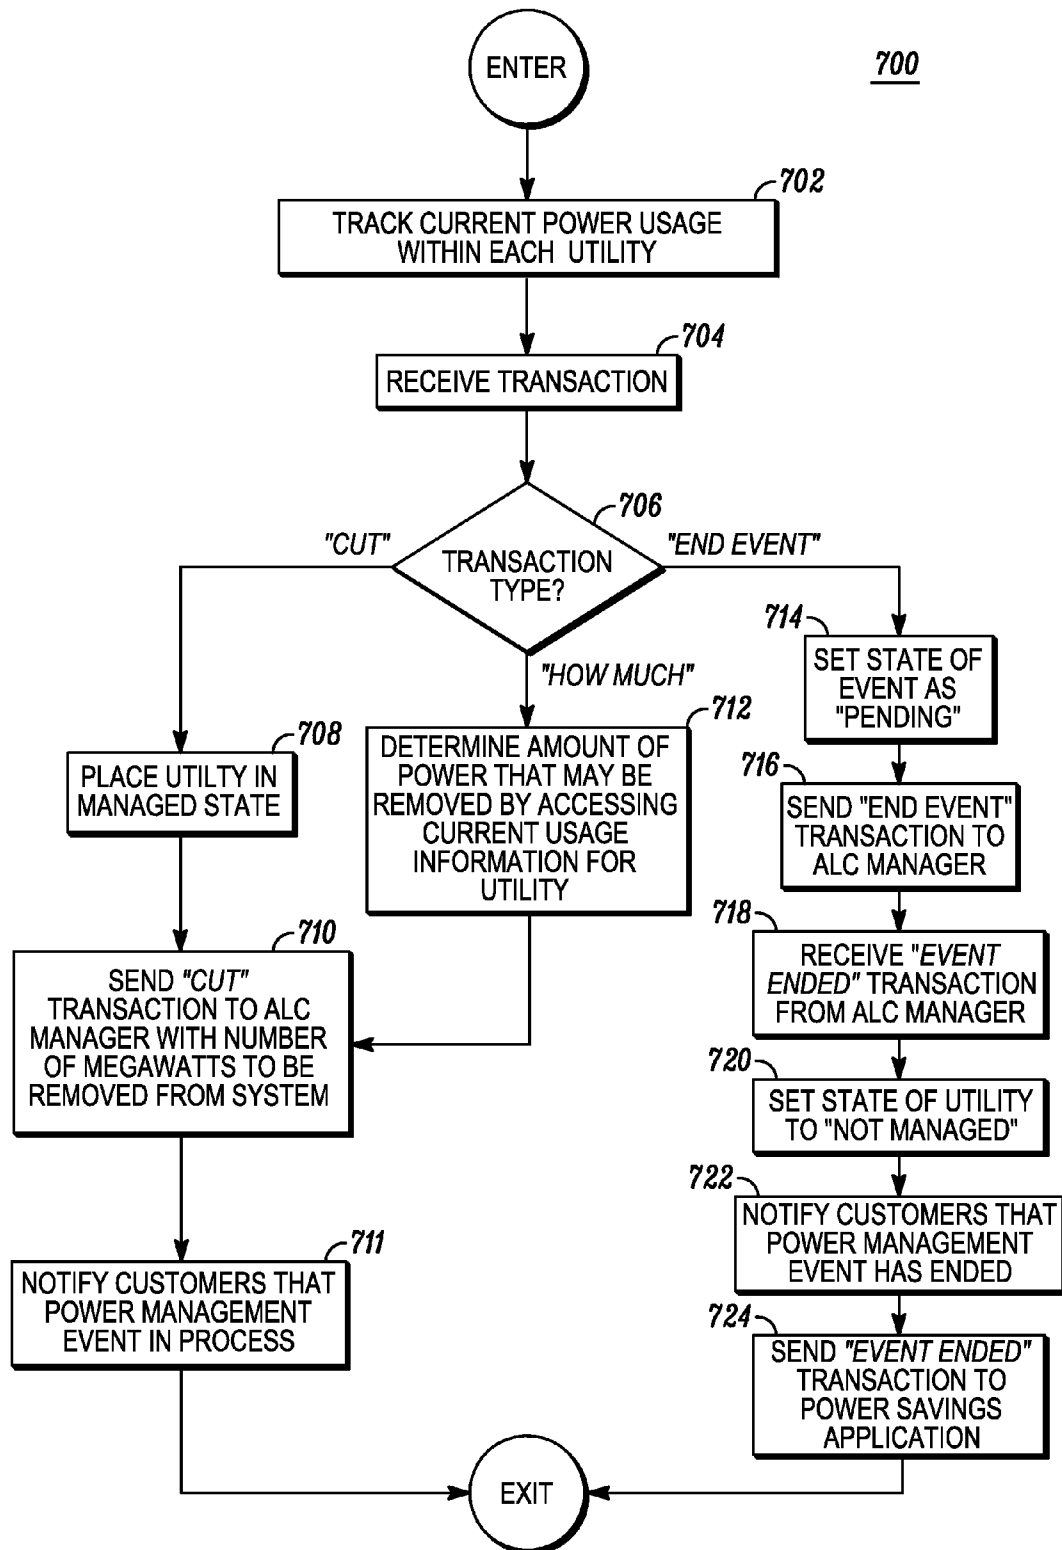 ENTER
700
702
TRACK CURRENT POWER USAGE
WITHIN EACH UTILITY
704
RECEIVE TRANSACTION
706
"CUT"
TRANSACTION
TYPE?
"END EVENT"
"HOW MUCH"
708
PLACE UTILTY IN
MANAGED STATE
712
DETERMINE AMOUNT OF
POWER THAT MAY BE
REMOVED BY ACCESSING
CURRENT USAGE
INFORMATION FOR
UTILITY
710
SEND "CUT"
TRANSACTION TO ALC
MANAGER WITH NUMBER
OF MEGAWATTS TO BE
REMOVED FROM SYSTEM
711
NOTIFY CUSTOMERS THAT
POWER MANAGEMENT
EVENT IN PROCESS
714
SET STATE OF
EVENT AS
"PENDING"
716
SEND "END EVENT"
TRANSACTION TO
ALC MANAGER
718
RECEIVE "EVENT
ENDED" TRANSACTION
FROM ALC MANAGER
720
SET STATE OF UTILITY
TO "NOT MANAGED"
722
NOTIFY CUSTOMERS THAT
POWER MANAGEMENT
EVENT HAS ENDED
724
SEND "EVENT ENDED"
TRANSACTION TO
POWER SAVINGS
APPLICATION
EXIT